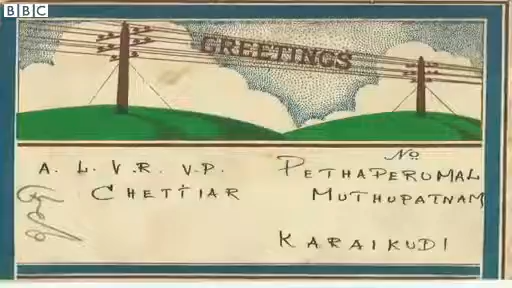 BBC
GREETINGS
No
A. L. V. R. V. P. PETHAPERUMAL
CHETTIAR MUTHUPATNAM
KARAIKUDI